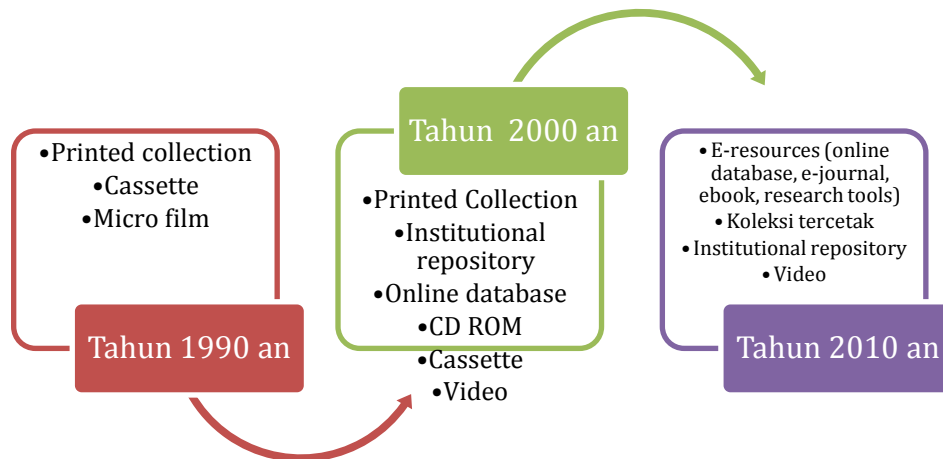 •Printed collection
•Cassette
•Micro film
Tahun 1990 an
Tahun  2000 an
•Printed Collection
•Institutional
repository
•Online database
•CD ROM
•Cassette
•Video
•E-resources (online
database, e-journal,
ebook, research tools)
•Koleksi tercetak
•Institutional repository
•Video
Tahun 2010 an